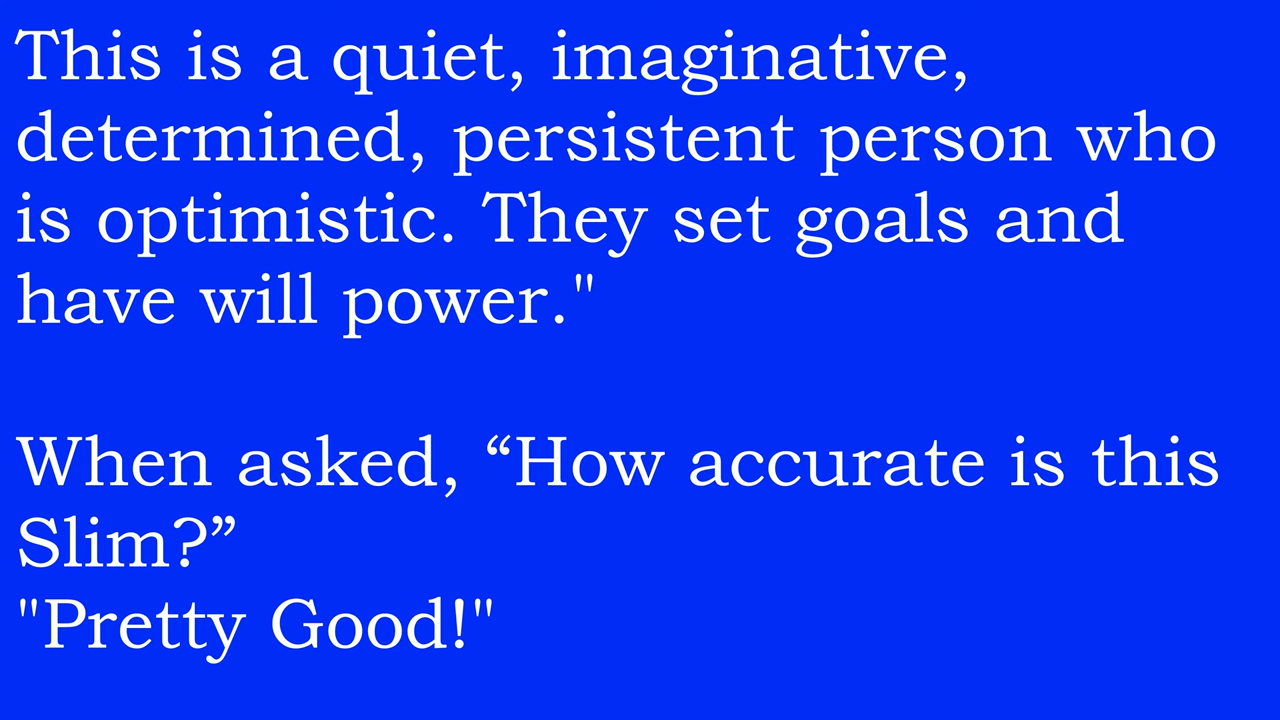 This is a quiet, imaginative,
determined, persistent person who
is optimistic. They set goals and
have will power."
When asked, “How accurate is this
Slim?”
"Pretty Good!"